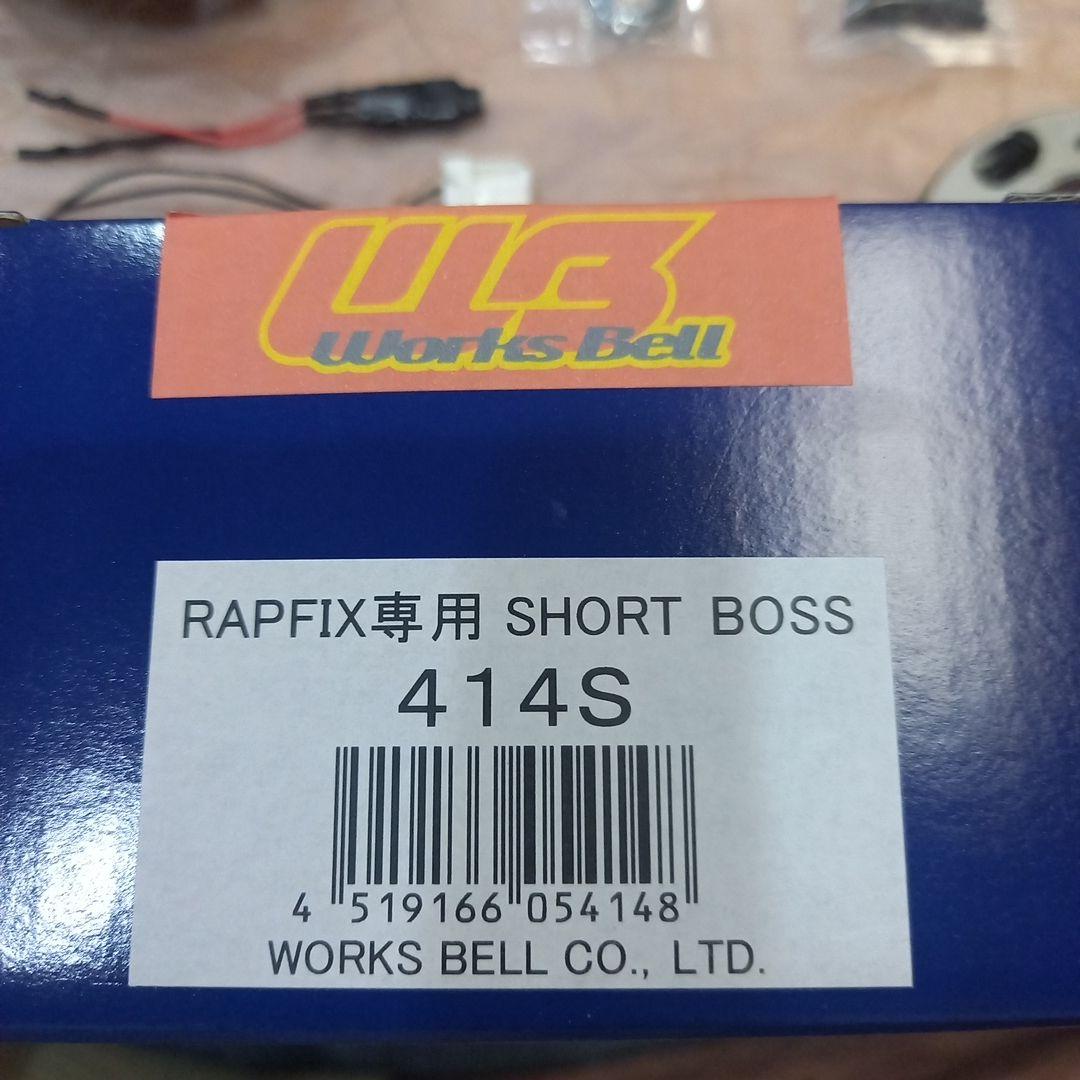 WB
Works Bell
RAPFIX専用 SHORT BOSS
414S
4 519166 054148
WORKS BELL CO., LTD.